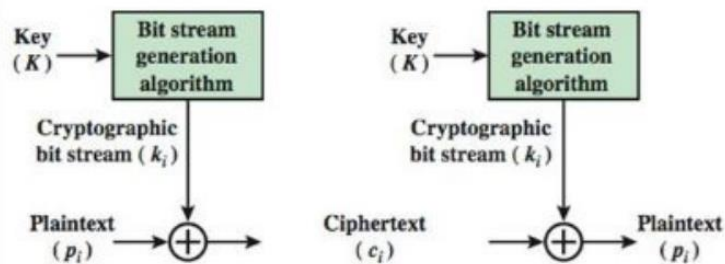 Key
(K)
Bit stream
generation
algorithm
Cryptographic
bit stream (kᵢ)
Plaintext
(pᵢ)
Ciphertext
(cᵢ)
Key
(K)
Bit stream
generation
algorithm
Cryptographic
bit stream (kᵢ)
Plaintext
(pᵢ)